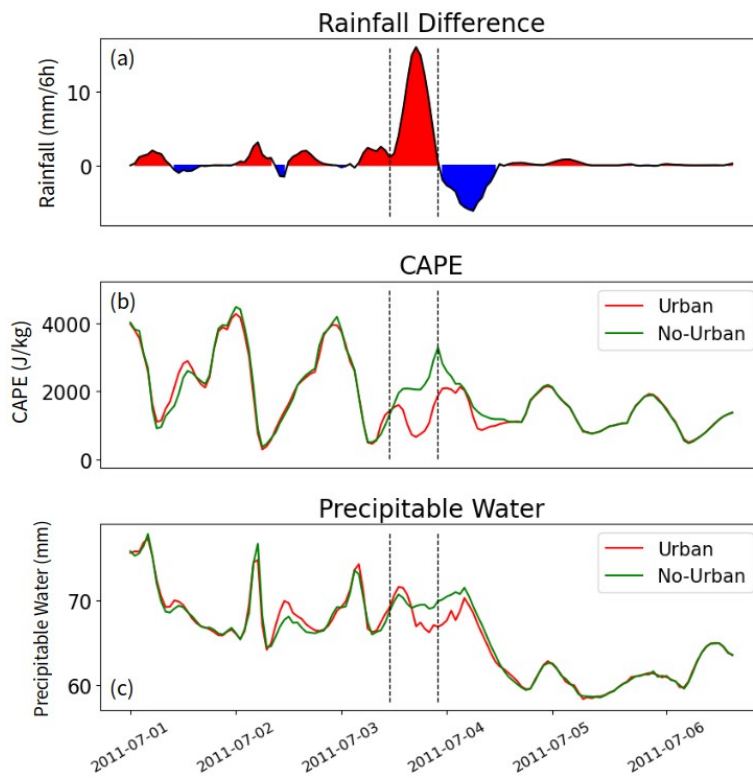 Rainfall Difference
(a)
Rainfall (mm/6h)
10
0
CAPE
(b)
Urban
No-Urban
CAPE (J/kg)
4000
2000
0
Precipitable Water
Urban
No-Urban
Precipitable Water (mm)
70
60
(c)
2011-07-01
2011-07-02
2011-07-03
2011-07-04
2011-07-05
2011-07-06